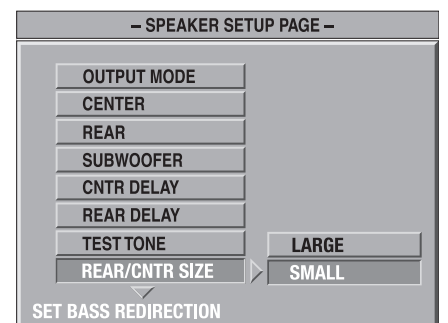 – SPEAKER SETUP PAGE –
OUTPUT MODE
CENTER
REAR
SUBWOOFER
CNTR DELAY
REAR DELAY
TEST TONE
LARGE
REAR/CNTR SIZE
SMALL
SET BASS REDIRECTION